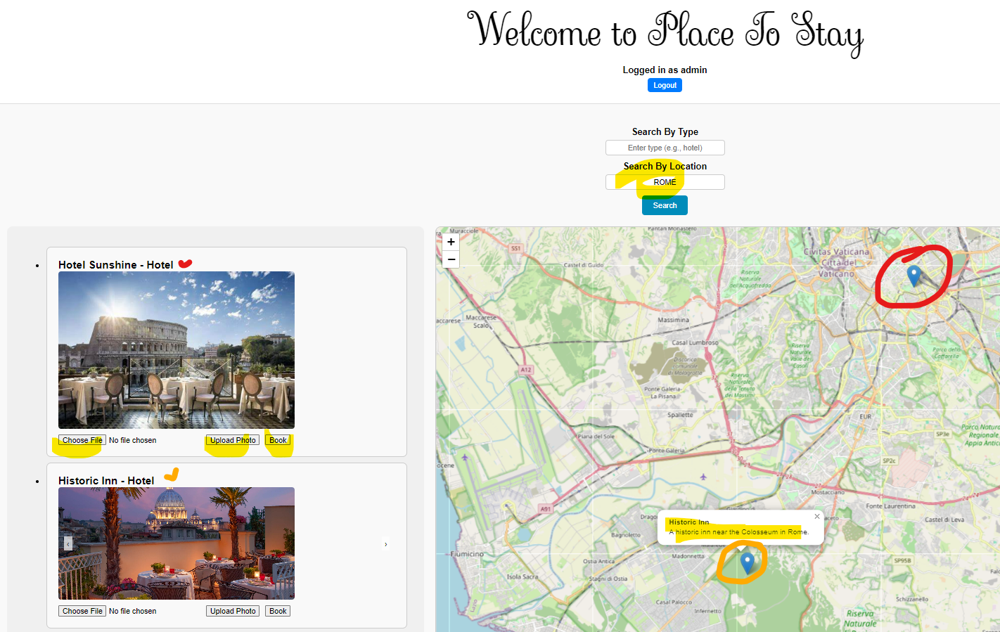 Welcome to Place To Stay
Logged in as admin
Logout
Search By Type
Enter type (e.g., hotel)
Search By Location
ROME
Search
Hotel Sunshine - Hotel
Choose File No file chosen
Upload Photo
Book
Historic Inn - Hotel
‹
›
Choose File No file chosen
Upload Photo
Book
+
−
Muracciole
Pantan Monastero
SS1
Castel di Guido
Civitas Vaticana
Città del
Vaticano
Riserva
Naturale
dell'Acquafredda
accarese
Maccarese
Scalo
Massimina
Casal Lumbroso
Discarica
comunale
di Malagrotta
Riserva
Naturale
Valle dei
Casali
Parco della
Caffarella
A12
Ponte Galeria-
La Pisana
Riserva
Naturale
della Tenuta
dei Massimi
Spallette
EUR
Piana del Sole
Ponte Galeria
SP3e
Parco Natura
Regionale
Appia Antica
ocene
SP2c
A91
Mostacciano
Fonte Laurentina
Castel di Leva
Historic Inn
A historic inn near the Colosseum in Rome.
×
Bagnoletto
Fiumicino
Ostia Antica
Madonnetta
SP95B
Isola Sacra
Stagni di Ostia
Casal Palocco
Infernetto
Schizzanello
Riserva
Naturale